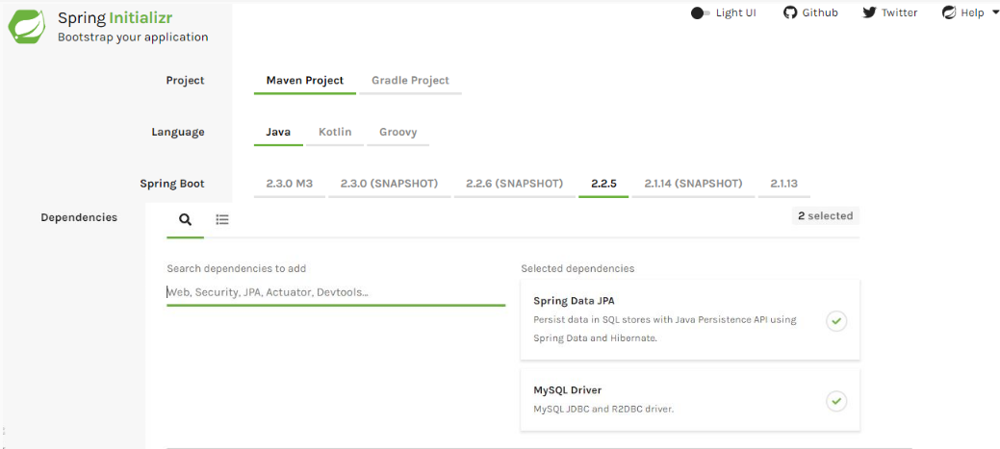 Spring Initializr
Bootstrap your application
Light UI Github Twitter Help
Project
Maven Project Gradle Project
Language
Java Kotlin Groovy
Spring Boot
2.3.0 M3 2.3.0 (SNAPSHOT) 2.2.6 (SNAPSHOT) 2.2.5 2.1.14 (SNAPSHOT) 2.1.13
Dependencies
2 selected
Search dependencies to add
Web, Security, JPA, Actuator, Devtools...
Selected dependencies
Spring Data JPA
Persist data in SQL stores with Java Persistence API using
Spring Data and Hibernate.
MySQL Driver
MySQL JDBC and R2DBC driver.